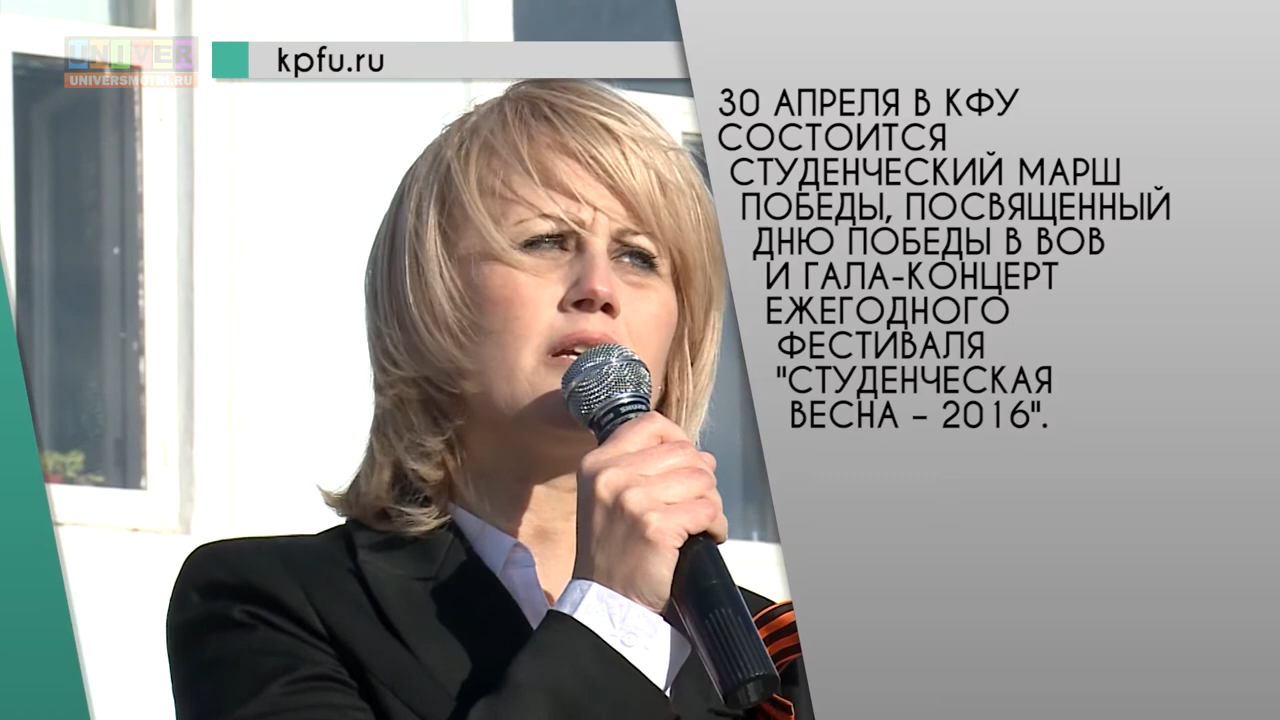 UNIVER
UNIVERSMOTRI.RU
kpfu.ru
30 АПРЕЛЯ В КФУ
СОСТОИТСЯ
СТУДЕНЧЕСКИЙ МАРШ
ПОБЕДЫ, ПОСВЯЩЕННЫЙ
ДНЮ ПОБЕДЫ В ВОВ
И ГАЛА-КОНЦЕРТ
ЕЖЕГОДНОГО
ФЕСТИВАЛЯ
"СТУДЕНЧЕСКАЯ
ВЕСНА – 2016".